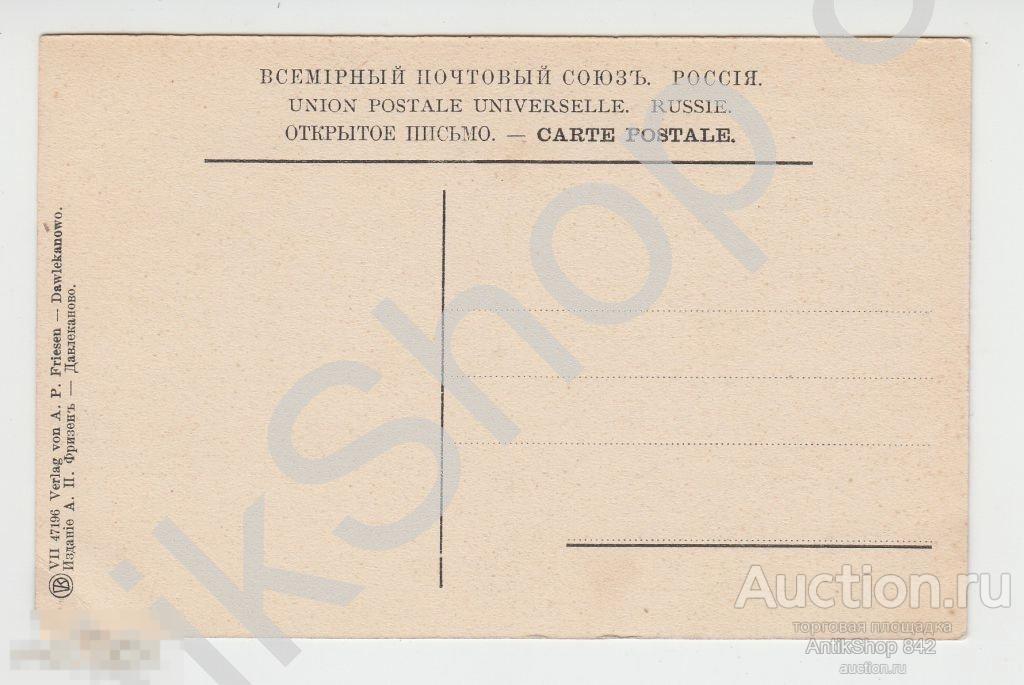 ВСЕМІРНЫЙ ПОЧТОВЫЙ СОЮЗЪ. РОССІЯ.
UNION POSTALE UNIVERSELLE. RUSSIE.
ОТКРЫТОЕ ПИСЬМО. — CARTE POSTALE.
VII 47196 Verlag von A. P. Friesen — Dawlekanowo.
Изданіе А. П. Фризенъ — Давлеканово.
ikShop
Auction.ru
торговая площадка
AntikShop 842
auction.ru